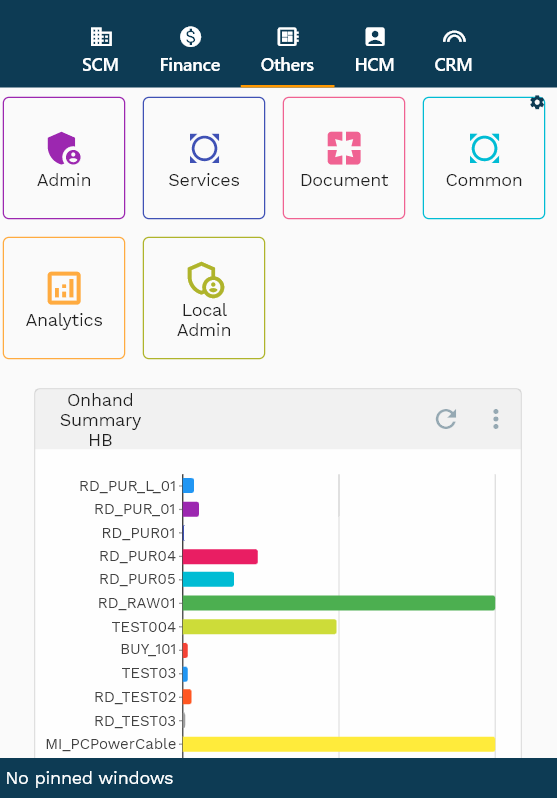 SCM Finance Others HCM CRM
Admin Services Document Common
Analytics Local
Admin
Onhand
Summary
HB
RD_PUR_L_01
RD_PUR_01
RD_PUR01
RD_PUR04
RD_PUR05
RD_RAW01
TEST004
BUY_101
TEST03
RD_TEST02
RD_TEST03
MI_PCPowerCable
No pinned windows